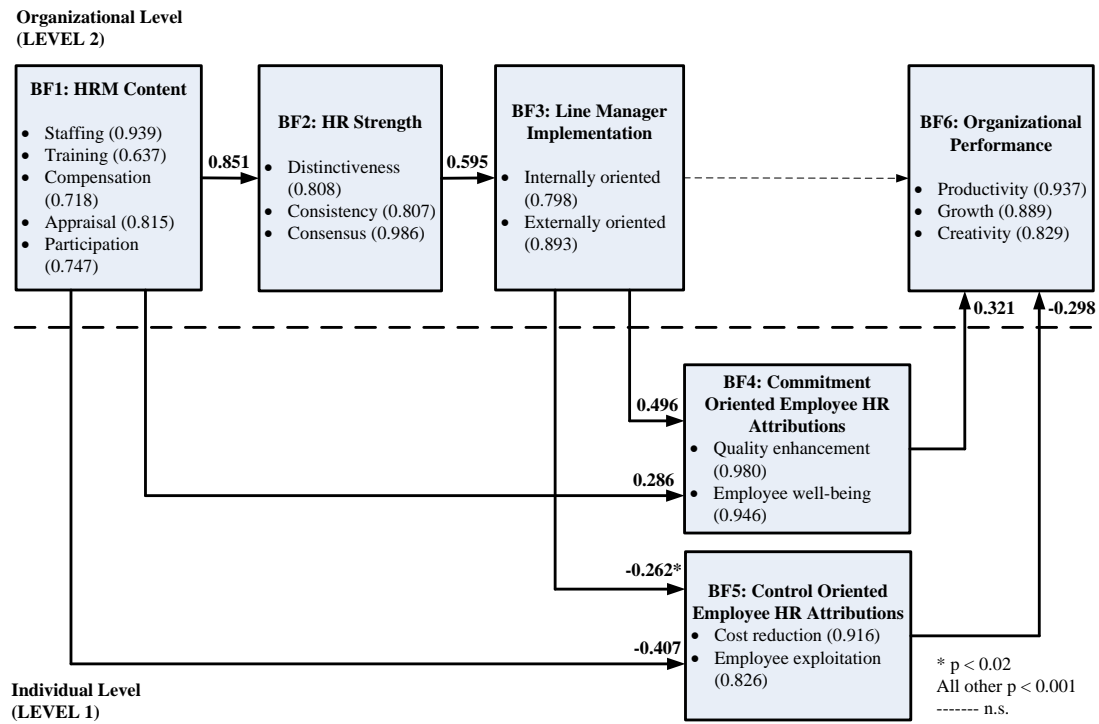 Organizational Level
(LEVEL 2)
BF1: HRM Content
• Staffing (0.939)
• Training (0.637)
• Compensation
(0.718)
• Appraisal (0.815)
• Participation
(0.747)
0.851
BF2: HR Strength
• Distinctiveness
(0.808)
• Consistency (0.807)
• Consensus (0.986)
0.595
BF3: Line Manager
Implementation
• Internally oriented
(0.798)
• Externally oriented
(0.893)
BF6: Organizational
Performance
• Productivity (0.937)
• Growth (0.889)
• Creativity (0.829)
0.321
-0.298
BF4: Commitment
Oriented Employee HR
Attributions
• Quality enhancement
(0.980)
• Employee well-being
(0.946)
0.496
0.286
-0.262*
-0.407
BF5: Control Oriented
Employee HR Attributions
• Cost reduction (0.916)
• Employee exploitation
(0.826)
* p < 0.02
All other p < 0.001
------- n.s.
Individual Level
(LEVEL 1)